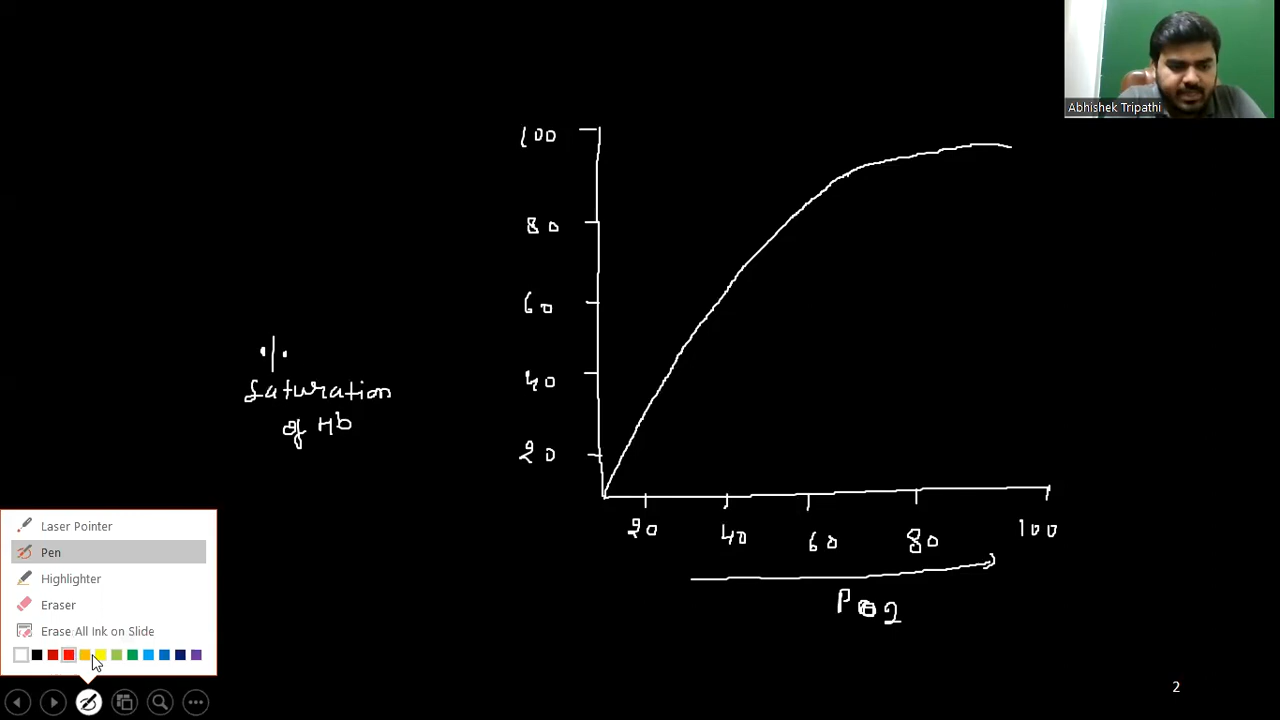 Abhishek Tripathi
100
80
60
40
20
%
Saturation
of Hb
20 40 60 80 100
PO2
Laser Pointer
Pen
Highlighter
Eraser
Erase All Ink on Slide
2